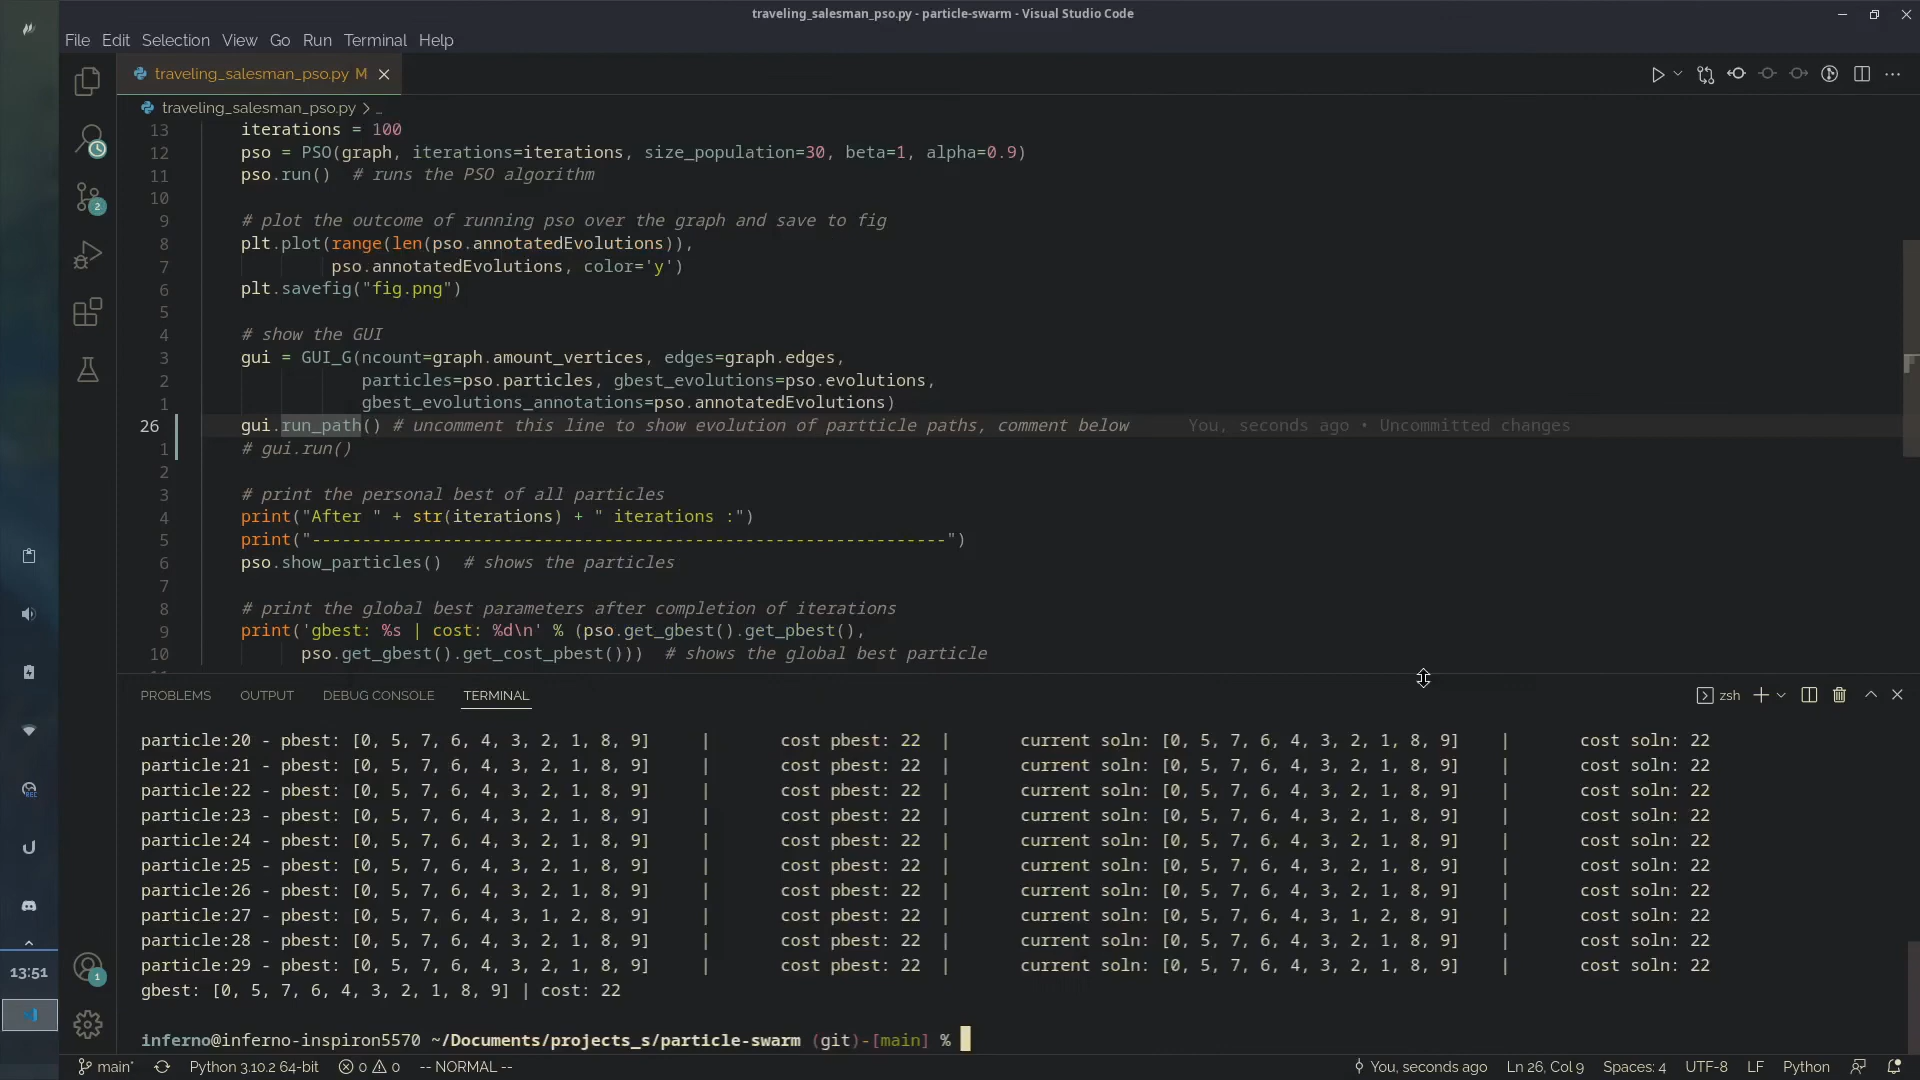 traveling_salesman_pso.py - particle-swarm - Visual Studio Code
File Edit Selection View Go Run Terminal Help
traveling_salesman_pso.py M
traveling_salesman_pso.py > ...
13 iterations = 100
12 pso = PSO(graph, iterations=iterations, size_population=30, beta=1, alpha=0.9)
11 pso.run()  # runs the PSO algorithm
10
9 # plot the outcome of running pso over the graph and save to fig
8 plt.plot(range(len(pso.annotatedEvolutions)),
7 pso.annotatedEvolutions, color='y')
6 plt.savefig("fig.png")
5
4 # show the GUI
3 gui = GUI_G(ncount=graph.amount_vertices, edges=graph.edges,
2 particles=pso.particles, gbest_evolutions=pso.evolutions,
1 gbest_evolutions_annotations=pso.annotatedEvolutions)
26 gui.run_path() # uncomment this line to show evolution of partticle paths, comment below You, seconds ago • Uncommitted changes
1 # gui.run()
2
3 # print the personal best of all particles
4 print("After " + str(iterations) + " iterations :")
5 print("---------------------------------------------------------------")
6 pso.show_particles()  # shows the particles
7
8 # print the global best parameters after completion of iterations
9 print('gbest: %s | cost: %d\n' % (pso.get_gbest().get_pbest(),
10 pso.get_gbest().get_cost_pbest()))  # shows the global best particle
PROBLEMS OUTPUT DEBUG CONSOLE TERMINAL zsh
particle:20 - pbest: [0, 5, 7, 6, 4, 3, 2, 1, 8, 9] | cost pbest: 22 | current soln: [0, 5, 7, 6, 4, 3, 2, 1, 8, 9] | cost soln: 22
particle:21 - pbest: [0, 5, 7, 6, 4, 3, 2, 1, 8, 9] | cost pbest: 22 | current soln: [0, 5, 7, 6, 4, 3, 2, 1, 8, 9] | cost soln: 22
particle:22 - pbest: [0, 5, 7, 6, 4, 3, 2, 1, 8, 9] | cost pbest: 22 | current soln: [0, 5, 7, 6, 4, 3, 2, 1, 8, 9] | cost soln: 22
particle:23 - pbest: [0, 5, 7, 6, 4, 3, 2, 1, 8, 9] | cost pbest: 22 | current soln: [0, 5, 7, 6, 4, 3, 2, 1, 8, 9] | cost soln: 22
particle:24 - pbest: [0, 5, 7, 6, 4, 3, 2, 1, 8, 9] | cost pbest: 22 | current soln: [0, 5, 7, 6, 4, 3, 2, 1, 8, 9] | cost soln: 22
particle:25 - pbest: [0, 5, 7, 6, 4, 3, 2, 1, 8, 9] | cost pbest: 22 | current soln: [0, 5, 7, 6, 4, 3, 2, 1, 8, 9] | cost soln: 22
particle:26 - pbest: [0, 5, 7, 6, 4, 3, 2, 1, 8, 9] | cost pbest: 22 | current soln: [0, 5, 7, 6, 4, 3, 2, 1, 8, 9] | cost soln: 22
particle:27 - pbest: [0, 5, 7, 6, 4, 3, 1, 2, 8, 9] | cost pbest: 22 | current soln: [0, 5, 7, 6, 4, 3, 1, 2, 8, 9] | cost soln: 22
particle:28 - pbest: [0, 5, 7, 6, 4, 3, 2, 1, 8, 9] | cost pbest: 22 | current soln: [0, 5, 7, 6, 4, 3, 2, 1, 8, 9] | cost soln: 22
particle:29 - pbest: [0, 5, 7, 6, 4, 3, 2, 1, 8, 9] | cost pbest: 22 | current soln: [0, 5, 7, 6, 4, 3, 2, 1, 8, 9] | cost soln: 22
gbest: [0, 5, 7, 6, 4, 3, 2, 1, 8, 9] | cost: 22
inferno@inferno-inspiron5570 ~/Documents/projects_s/particle-swarm (git)-[main] %
2
1
13:51
main* Python 3.10.2 64-bit 0 0 -- NORMAL -- You, seconds ago Ln 26, Col 9 Spaces: 4 UTF-8 LF Python